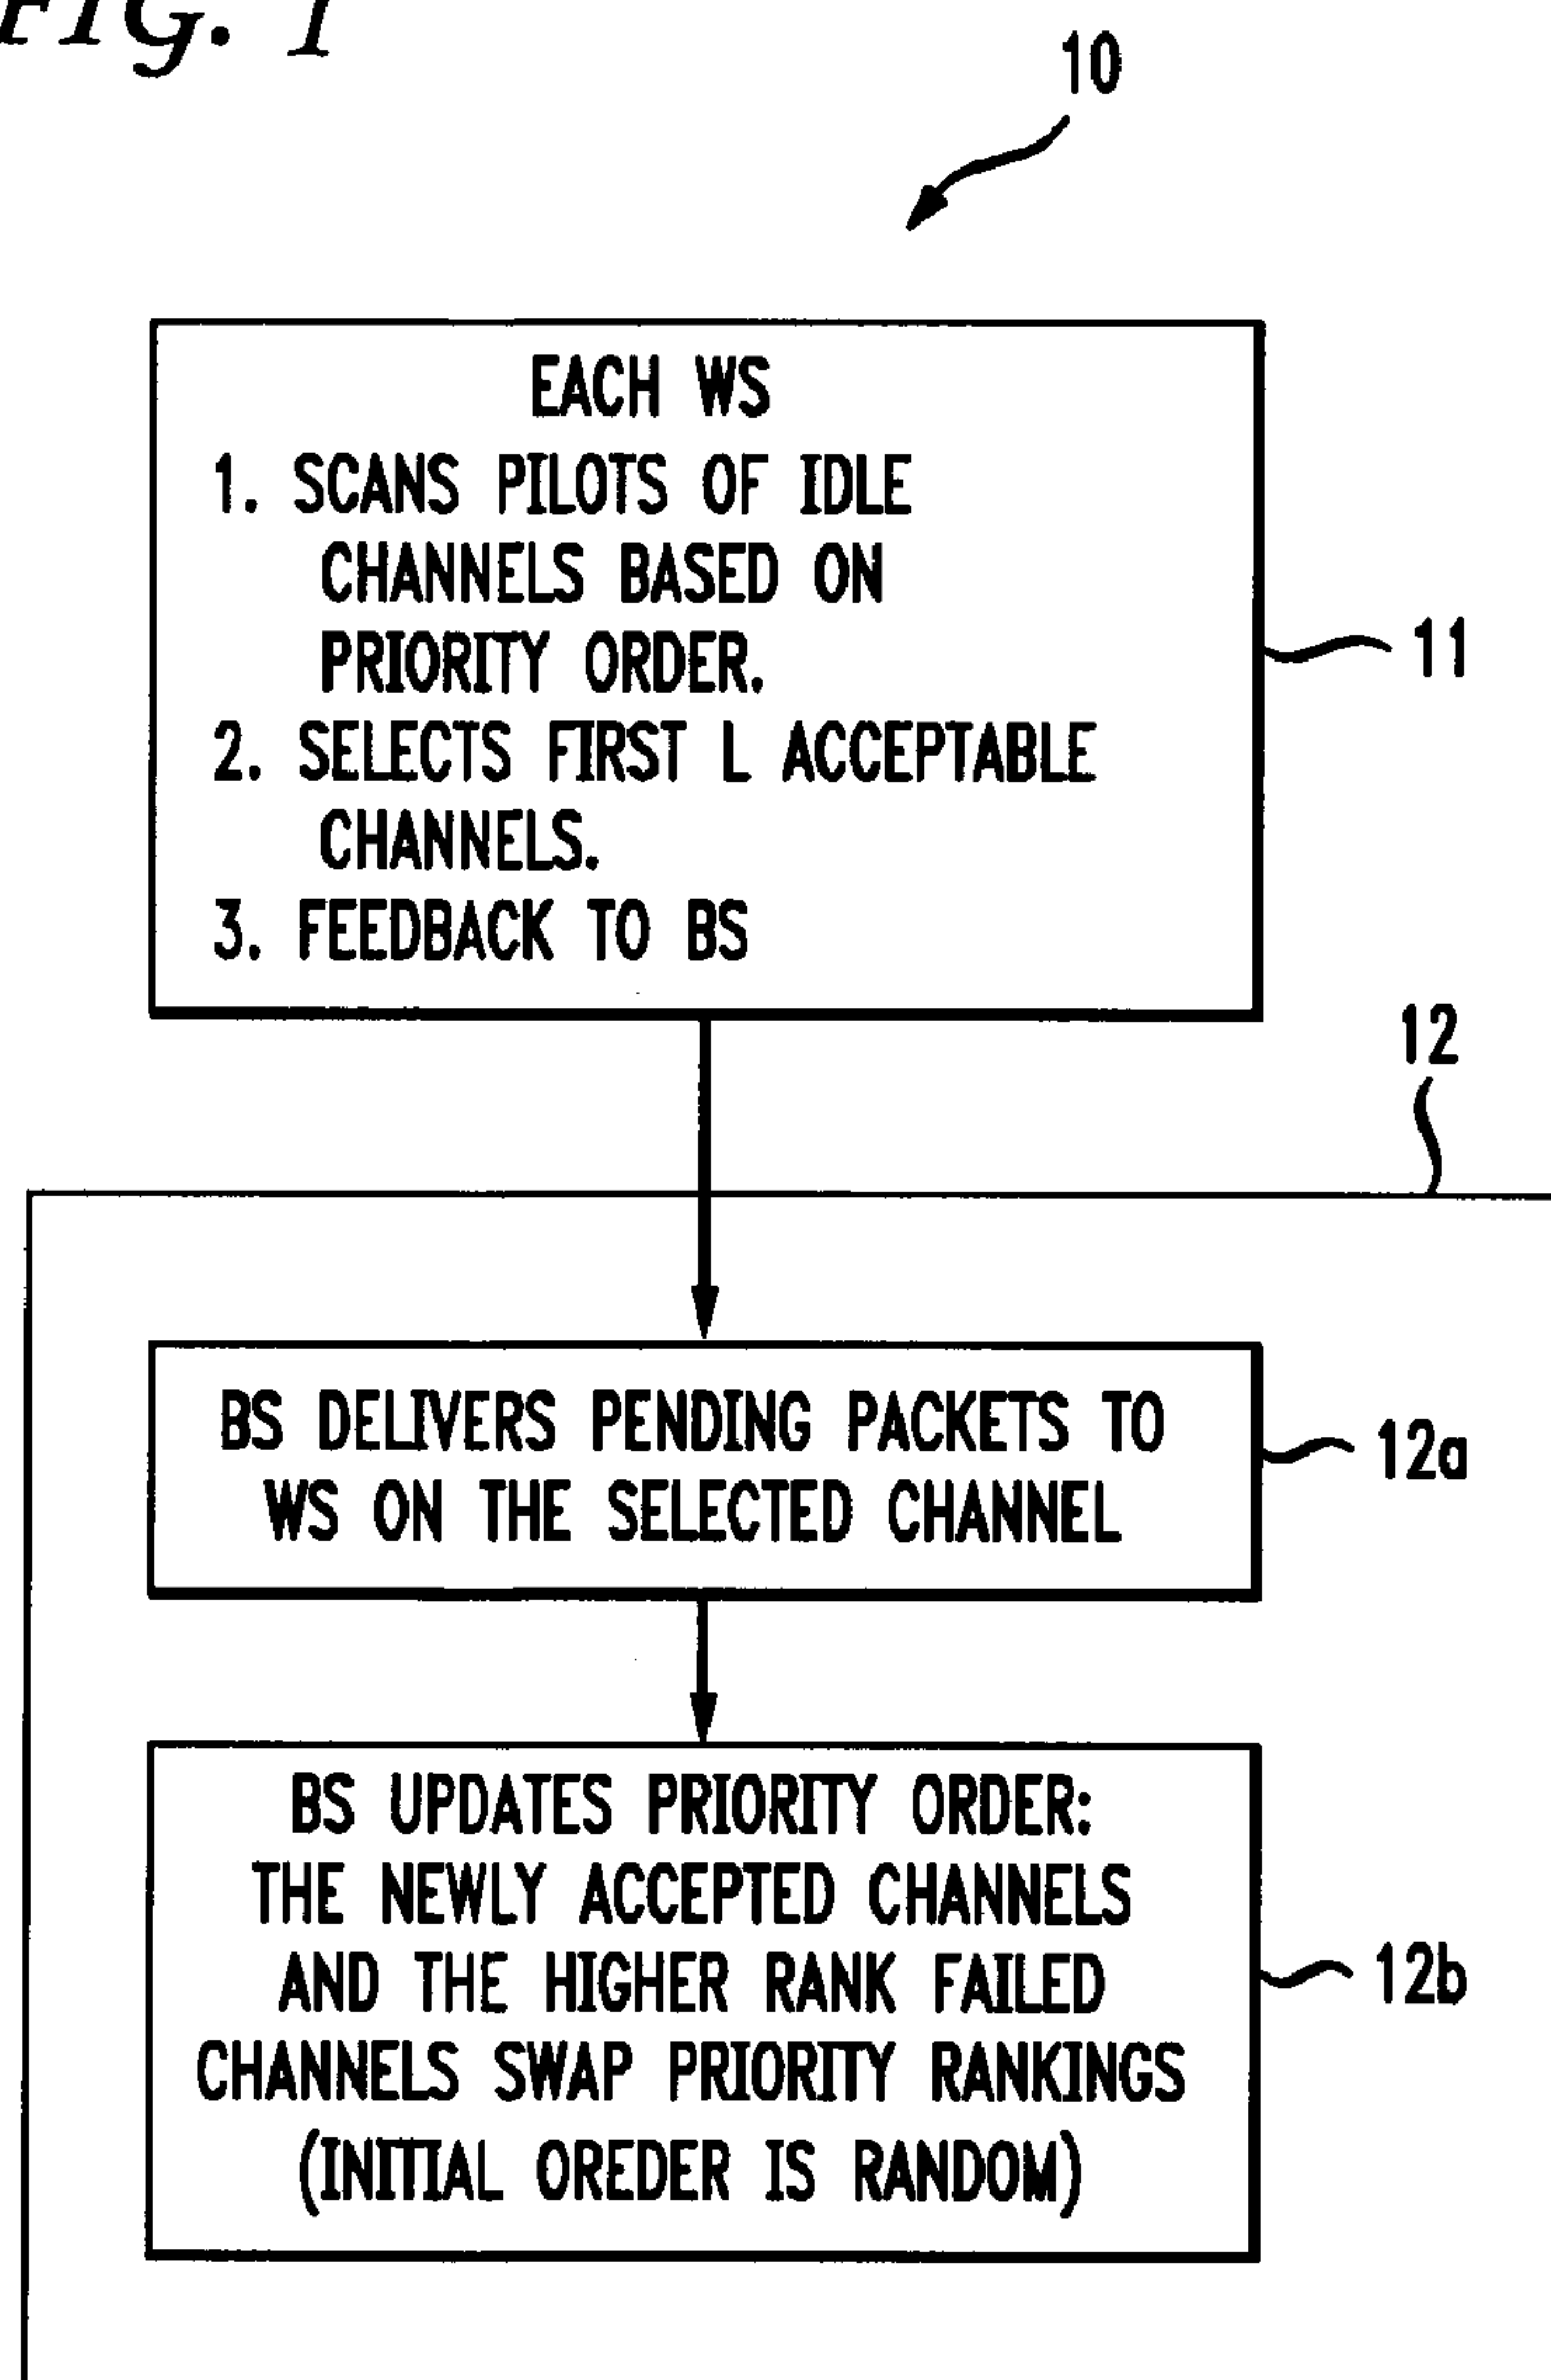 FIG. 1
10
EACH WS
1. SCANS PILOTS OF IDLE
CHANNELS BASED ON
PRIORITY ORDER.
2. SELECTS FIRST L ACCEPTABLE
CHANNELS.
3. FEEDBACK TO BS
11
12
BS DELIVERS PENDING PACKETS TO
WS ON THE SELECTED CHANNEL
12a
BS UPDATES PRIORITY ORDER:
THE NEWLY ACCEPTED CHANNELS
AND THE HIGHER RANK FAILED
CHANNELS SWAP PRIORITY RANKINGS
(INITIAL OREDER IS RANDOM)
12b